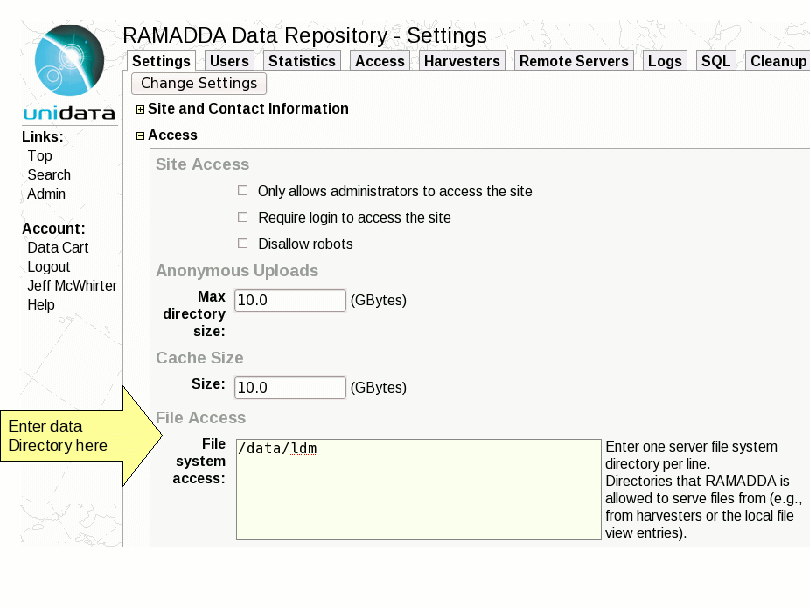 RAMADDA Data Repository - Settings
Settings Users Statistics Access Harvesters Remote Servers Logs SQL Cleanup
Change Settings
unidata
Site and Contact Information
Links:
Access
Top
Search
Admin
Account:
Data Cart
Logout
Jeff McWhirter
Help
Site Access
Only allows administrators to access the site
Require login to access the site
Disallow robots
Anonymous Uploads
Max directory size: 10.0 (GBytes)
Cache Size
Size: 10.0 (GBytes)
File Access
Enter data
Directory here
File
system
access:
/data/ldm
Enter one server file system
directory per line.
Directories that RAMADDA is
allowed to serve files from (e.g.,
from harvesters or the local file
view entries).